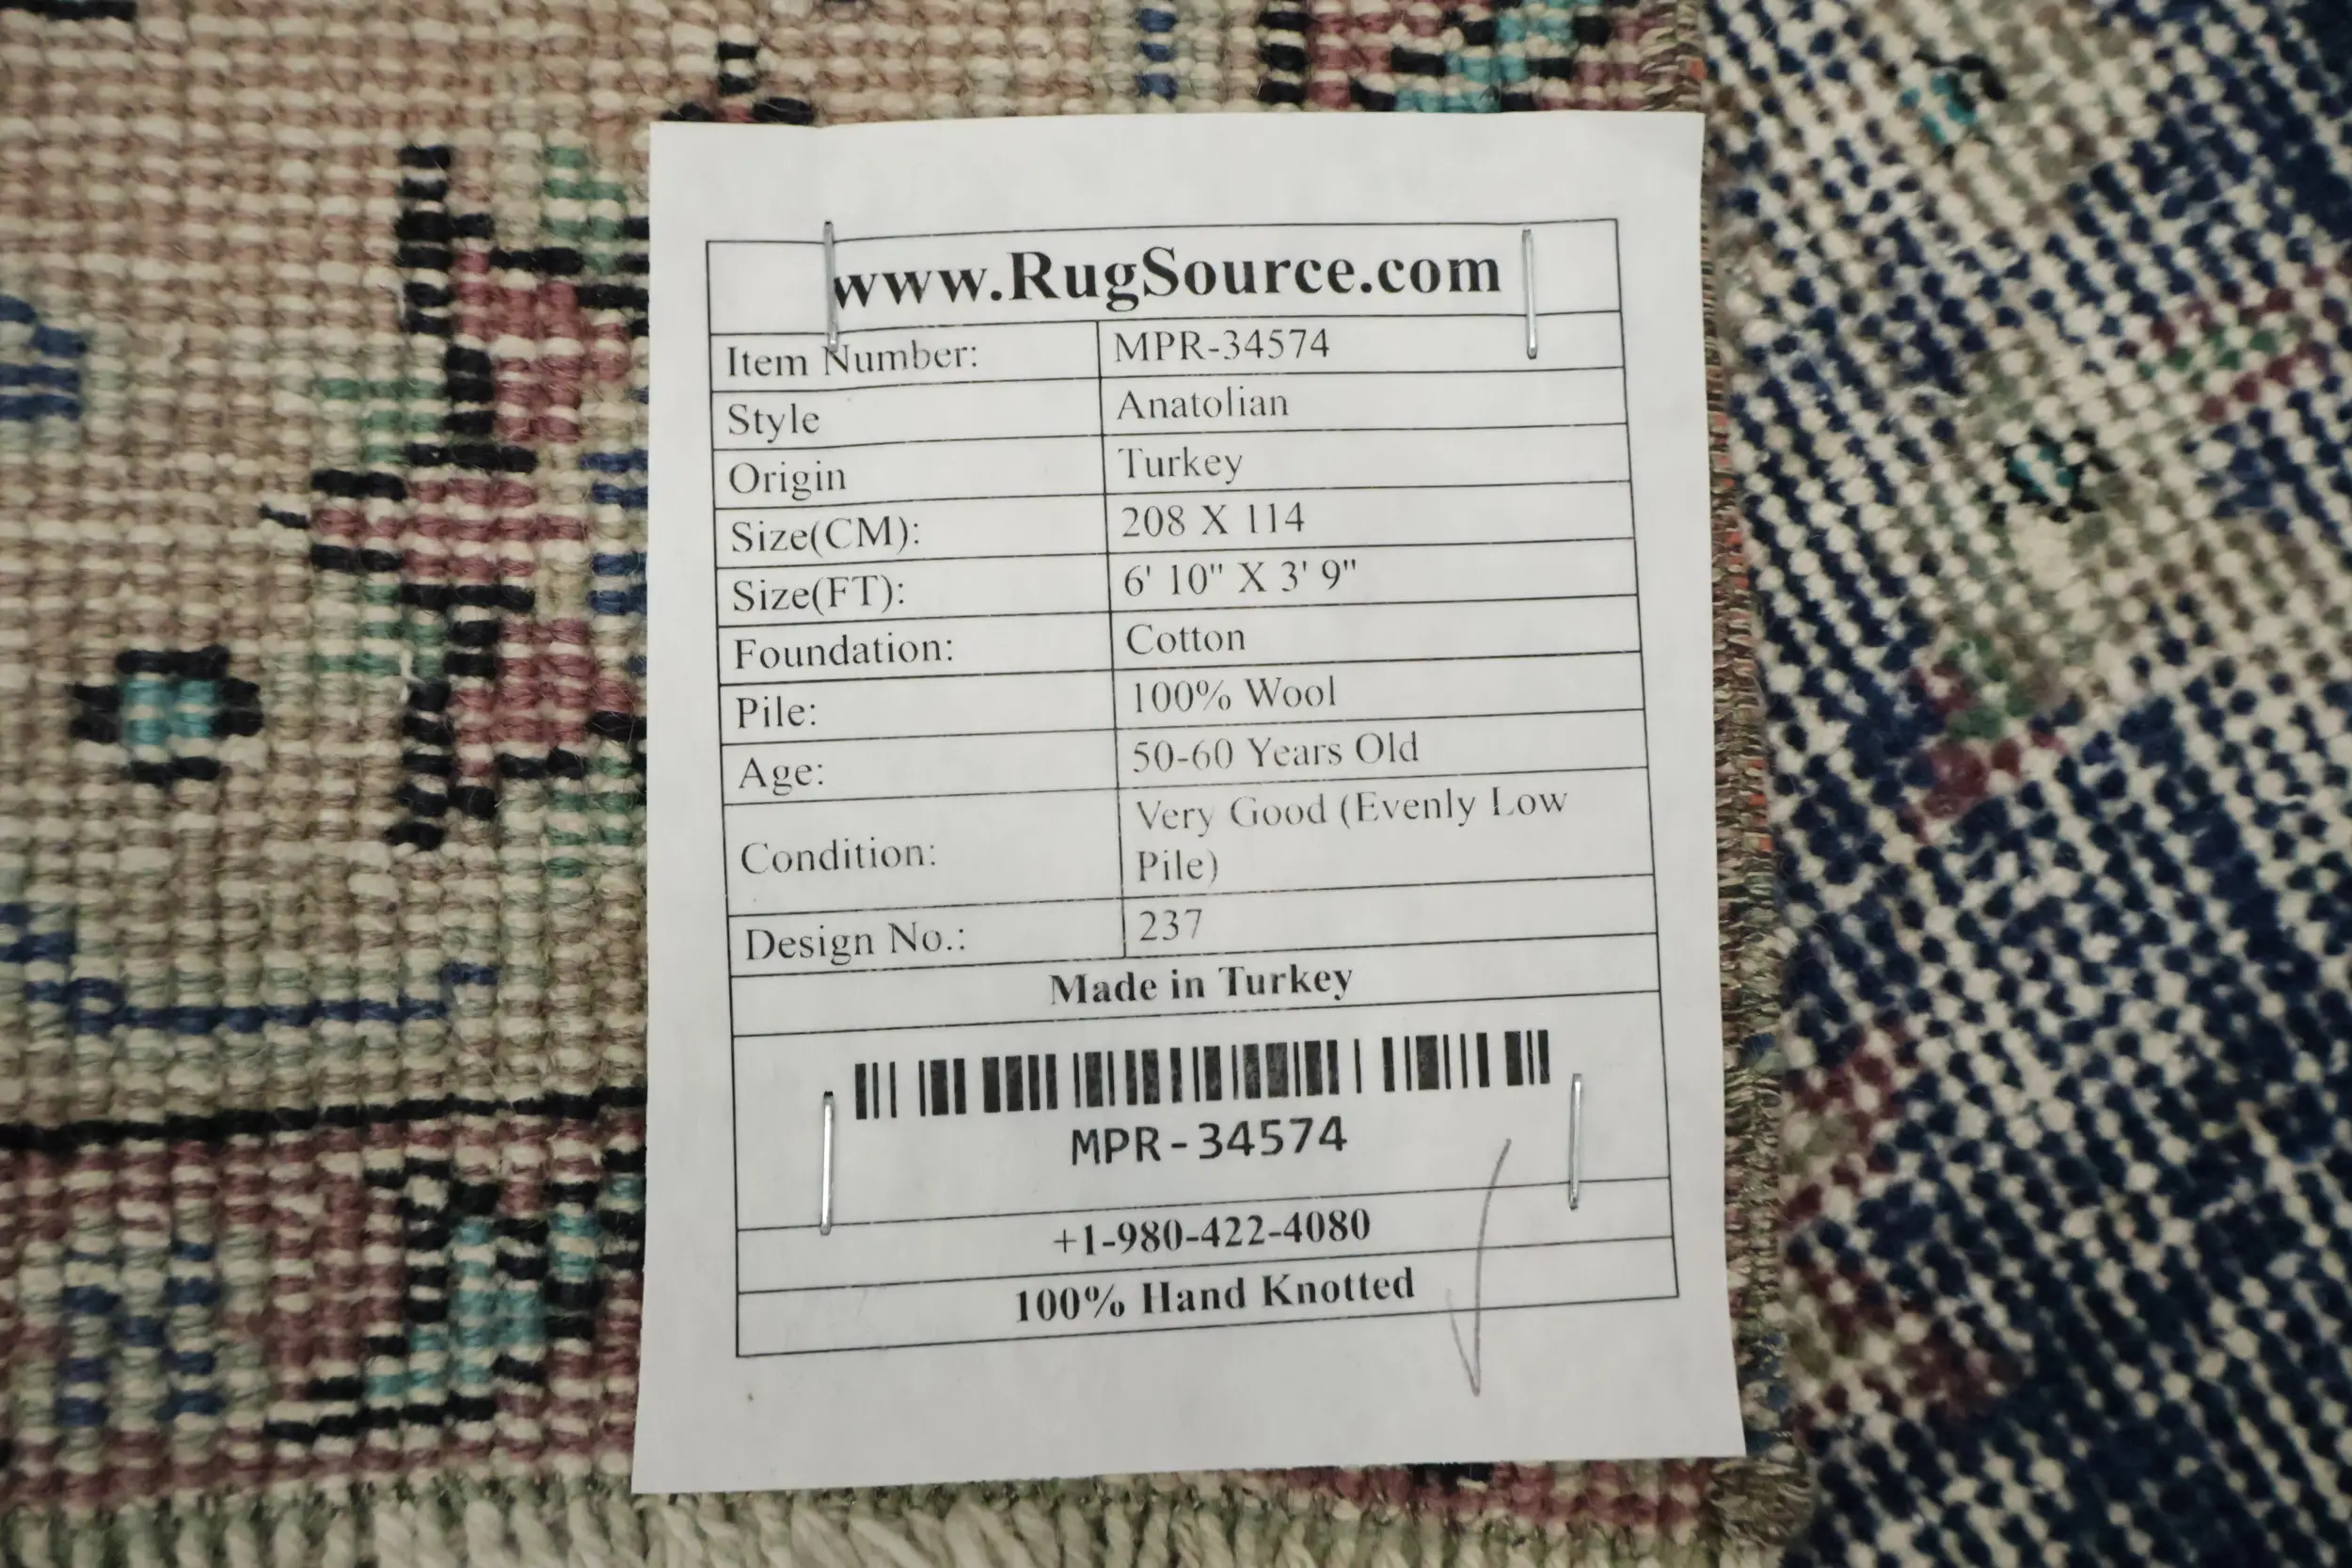 www.RugSource.com
Item Number: MPR-34574
Style Anatolian
Origin Turkey
Size(CM): 208 X 114
Size(FT): 6' 10" X 3' 9"
Foundation: Cotton
Pile: 100% Wool
Age: 50-60 Years Old
Condition: Very Good (Evenly Low
Pile)
Design No.: 237
Made in Turkey
MPR-34574
+1-980-422-4080
100% Hand Knotted